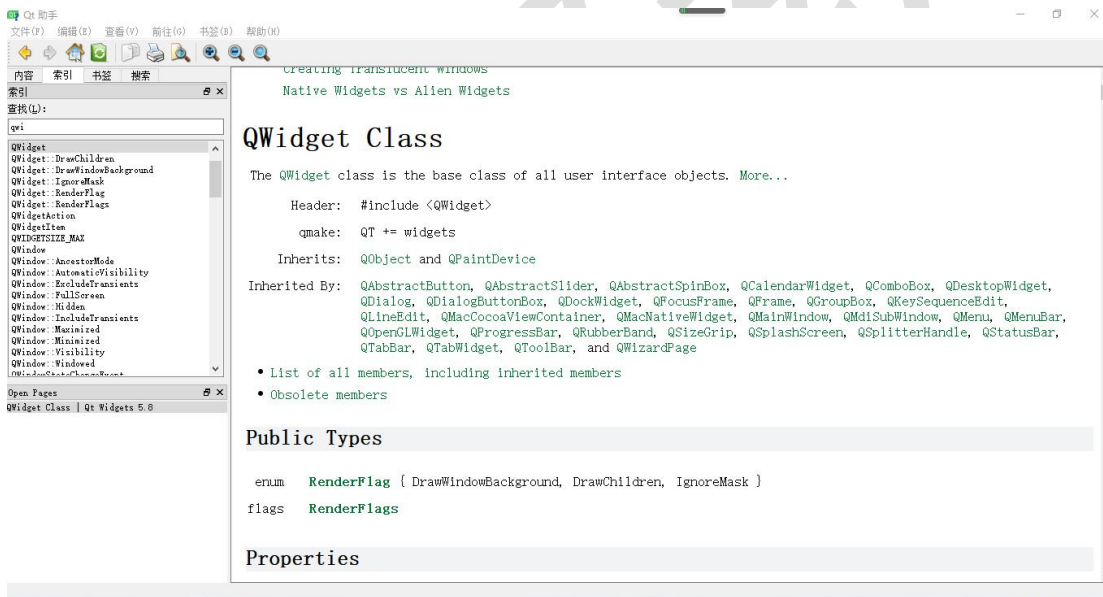 Qt 助手
文件(F) 编辑(E) 查看(V) 前往(G) 书签(B) 帮助(H)
内容 索引 书签 搜索
索引
查找(L):
qwi
QWidget
QWidget::DrawChildren
QWidget::DrawWindowBackground
QWidget::IgnoreMask
QWidget::RenderFlag
QWidget::RenderFlags
QWidgetAction
QWidgetItem
QWIDGETSIZE_MAX
QWindow
QWindow::AncestorMode
QWindow::AutomaticVisibility
QWindow::ExcludeTransients
QWindow::FullScreen
QWindow::Hidden
QWindow::IncludeTransients
QWindow::Maximized
QWindow::Minimized
QWindow::Visibility
QWindow::Windowed
QWindowStateChangeEvent
Open Pages
QWidget Class | Qt Widgets 5.8
Creating Translucent Windows
Native Widgets vs Alien Widgets
QWidget Class
The QWidget class is the base class of all user interface objects. More...
Header: #include <QWidget>
qmake: QT += widgets
Inherits: QObject and QPaintDevice
Inherited By: QAbstractButton, QAbstractSlider, QAbstractSpinBox, QCalendarWidget, QComboBox, QDesktopWidget,
QDialog, QDialogButtonBox, QDockWidget, QFocusFrame, QFrame, QGroupBox, QKeySequenceEdit,
QLineEdit, QMacCocoaViewContainer, QMacNativeWidget, QMainWindow, QMdiSubWindow, QMenu, QMenuBar,
QOpenGLWidget, QProgressBar, QRubberBand, QSizeGrip, QSplashScreen, QSplitterHandle, QStatusBar,
QTabBar, QTabWidget, QToolBar, and QWizardPage
• List of all members, including inherited members
• Obsolete members
Public Types
enum RenderFlag { DrawWindowBackground, DrawChildren, IgnoreMask }
flags RenderFlags
Properties